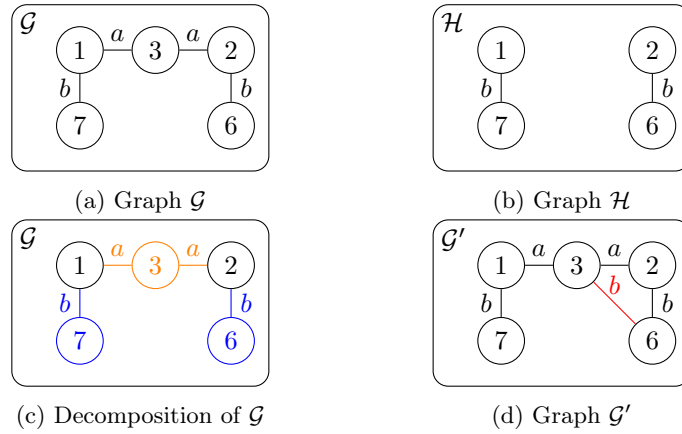 𝒢 ℋ
1 a 3 a 2 1 2
b b b b
7 6 7 6
(a) Graph 𝒢 (b) Graph ℋ
𝒢 𝒢′
1 a 3 a 2 1 a 3 a 2
b b b b b
7 6 7 6
(c) Decomposition of 𝒢 (d) Graph 𝒢′